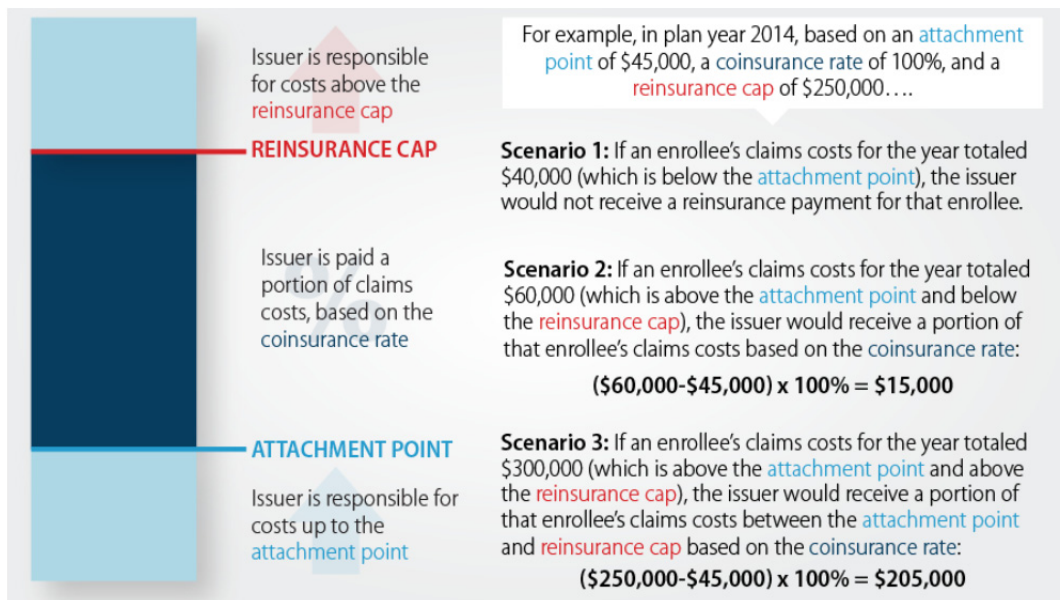 Issuer is responsible
for costs above the
reinsurance cap
REINSURANCE CAP
Issuer is paid a
portion of claims
costs, based on the
coinsurance rate
%
ATTACHMENT POINT
Issuer is responsible for
costs up to the
attachment point
For example, in plan year 2014, based on an attachment
point of $45,000, a coinsurance rate of 100%, and a
reinsurance cap of $250,000….
Scenario 1: If an enrollee’s claims costs for the year totaled
$40,000 (which is below the attachment point), the issuer
would not receive a reinsurance payment for that enrollee.
Scenario 2: If an enrollee’s claims costs for the year totaled
$60,000 (which is above the attachment point and below
the reinsurance cap), the issuer would receive a portion of
that enrollee’s claims costs based on the coinsurance rate:
($60,000-$45,000) x 100% = $15,000
Scenario 3: If an enrollee’s claims costs for the year totaled
$300,000 (which is above the attachment point and above
the reinsurance cap), the issuer would receive a portion of
that enrollee’s claims costs between the attachment point
and reinsurance cap based on the coinsurance rate:
($250,000-$45,000) x 100% = $205,000